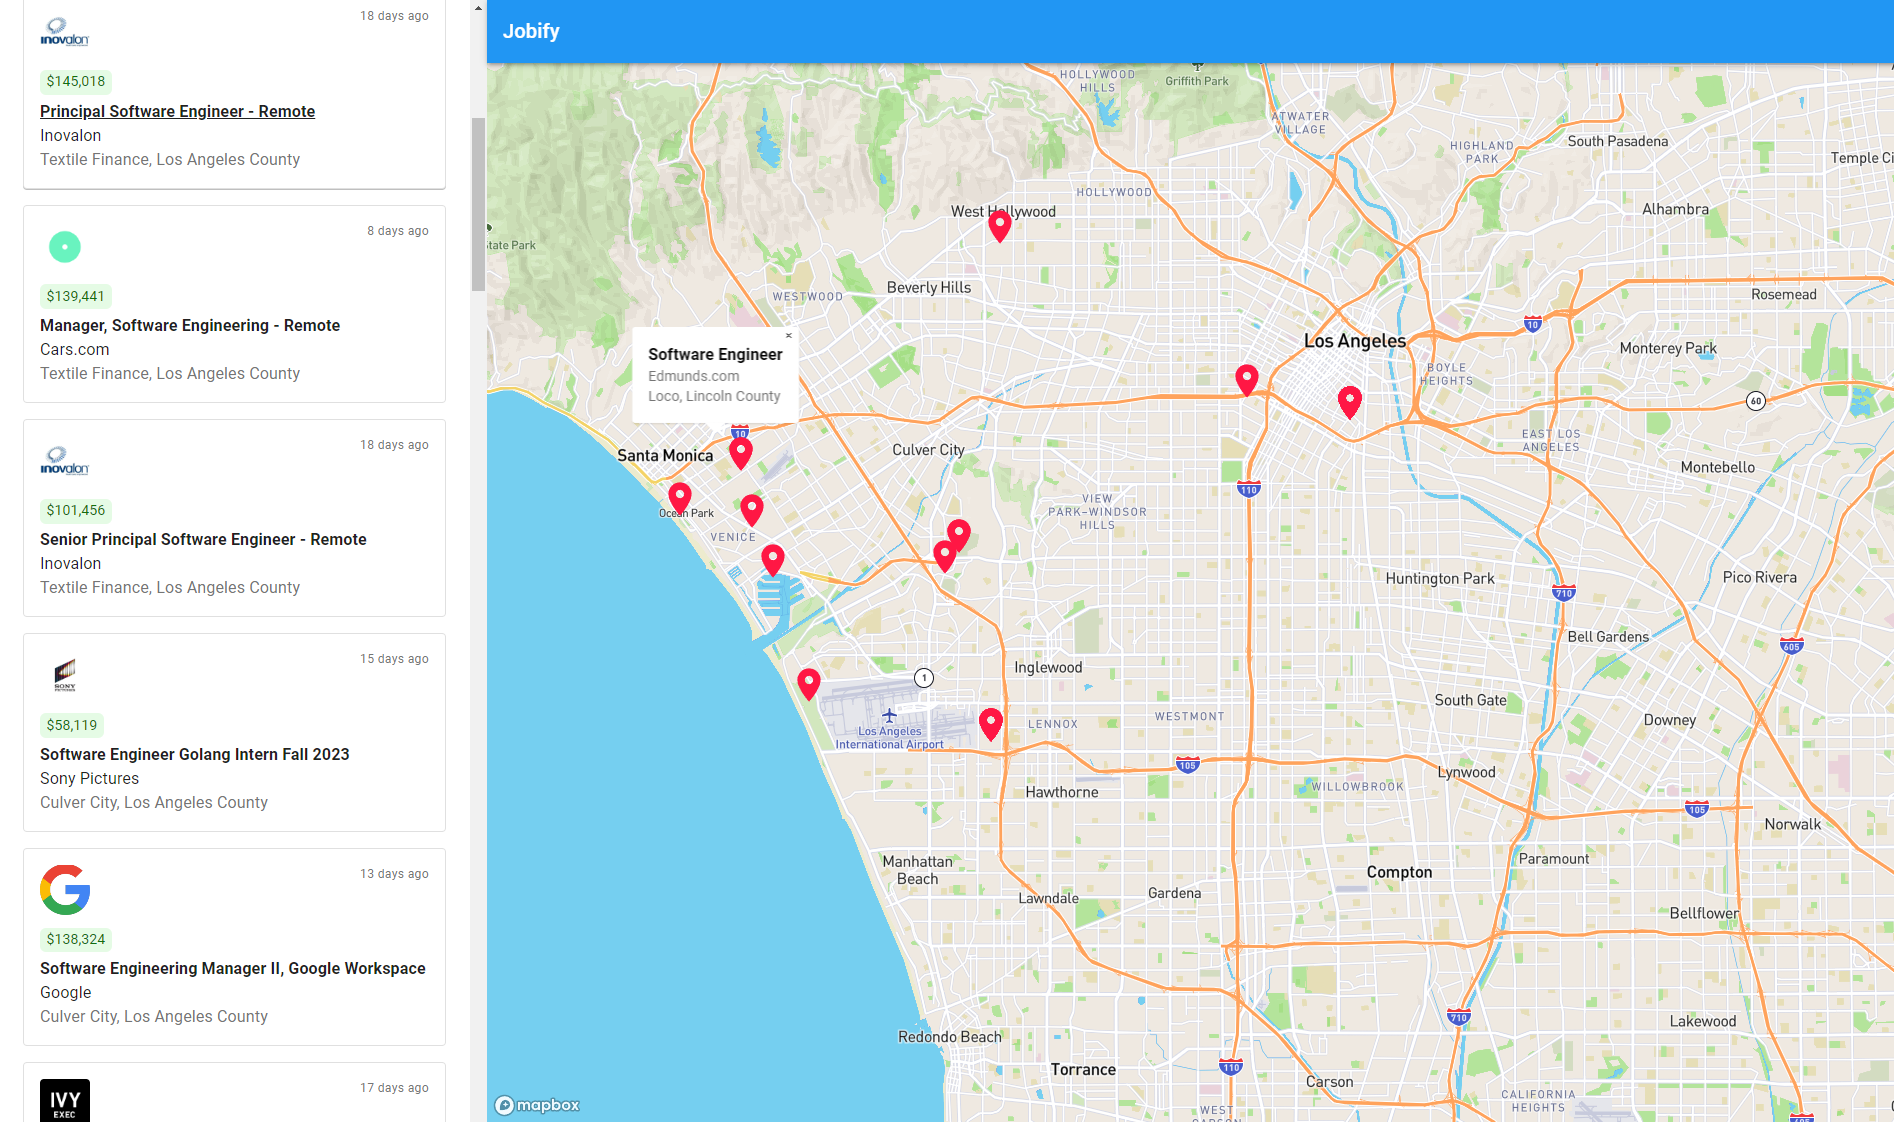 18 days ago
inovalon
$145,018
Principal Software Engineer - Remote
Inovalon
Textile Finance, Los Angeles County
8 days ago
$139,441
Manager, Software Engineering - Remote
Cars.com
Textile Finance, Los Angeles County
18 days ago
inovalon
$101,456
Senior Principal Software Engineer - Remote
Inovalon
Textile Finance, Los Angeles County
15 days ago
SONY
PICTURES
$58,119
Software Engineer Golang Intern Fall 2023
Sony Pictures
Culver City, Los Angeles County
13 days ago
G
$138,324
Software Engineering Manager II, Google Workspace
Google
Culver City, Los Angeles County
17 days ago
IVY
EXEC
Jobify
HOLLYWOOD
HILLS
Griffith Park
ATWATER
VILLAGE
HIGHLAND
PARK
South Pasadena
Temple Ci
HOLLYWOOD
West Hollywood
Alhambra
State Park
Beverly Hills
WESTWOOD
Rosemead
10
Software Engineer
Edmunds.com
Loco, Lincoln County
×
Los Angeles
Monterey Park
BOYLE
HEIGHTS
60
10
Santa Monica
Culver City
EAST LOS
ANGELES
Montebello
110
Ocean Park
VIEW
PARK–WINDSOR
HILLS
VENICE
Huntington Park
Pico Rivera
710
Bell Gardens
605
Inglewood
1
South Gate
Los Angeles
International Airport
LENNOX
WESTMONT
Downey
105
Lynwood
Hawthorne
WILLOWBROOK
105
Norwalk
Manhattan
Beach
Paramount
Compton
Lawndale
Gardena
Bellflower
710
Lakewood
Redondo Beach
110
Torrance
Carson
CALIFORNIA
HEIGHTS
WEST
CARSON
mapbox